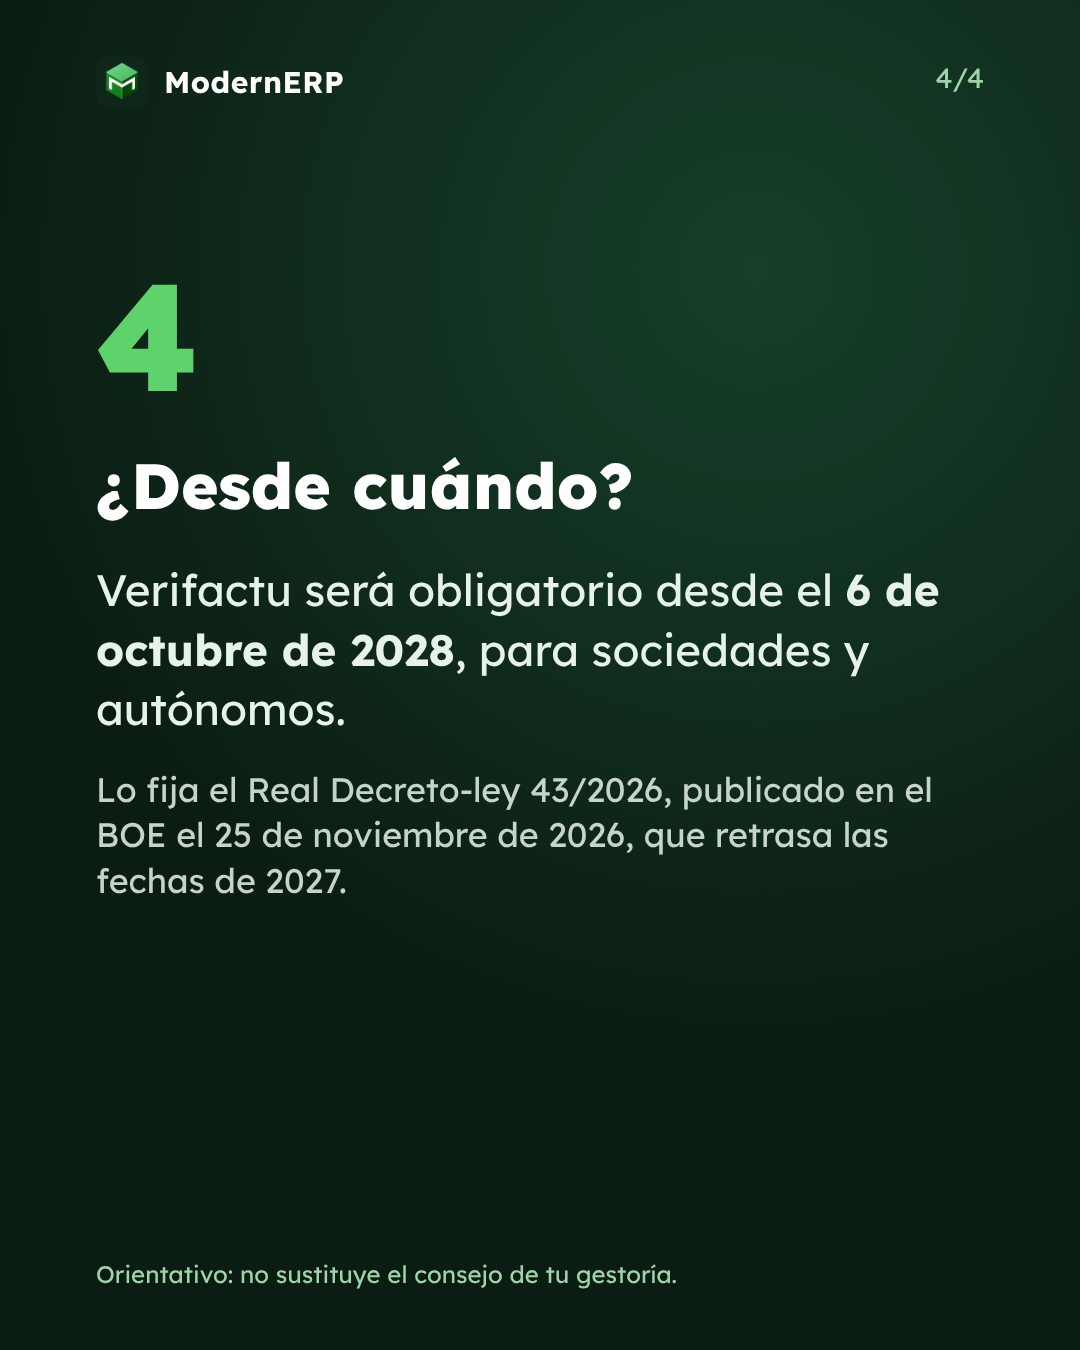 ModernERP
4/4
4
¿Desde cuándo?
Verifactu será obligatorio desde el 6 de
octubre de 2028, para sociedades y
autónomos.
Lo fija el Real Decreto-ley 43/2026, publicado en el
BOE el 25 de noviembre de 2026, que retrasa las
fechas de 2027.
Orientativo: no sustituye el consejo de tu gestoría.